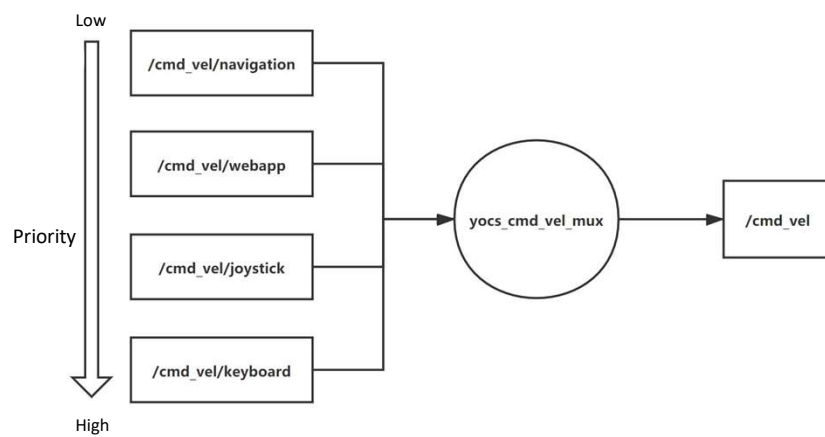 Low
/cmd_vel/navigation
/cmd_vel/webapp
yocs_cmd_vel_mux
/cmd_vel
Priority
/cmd_vel/joystick
/cmd_vel/keyboard
High